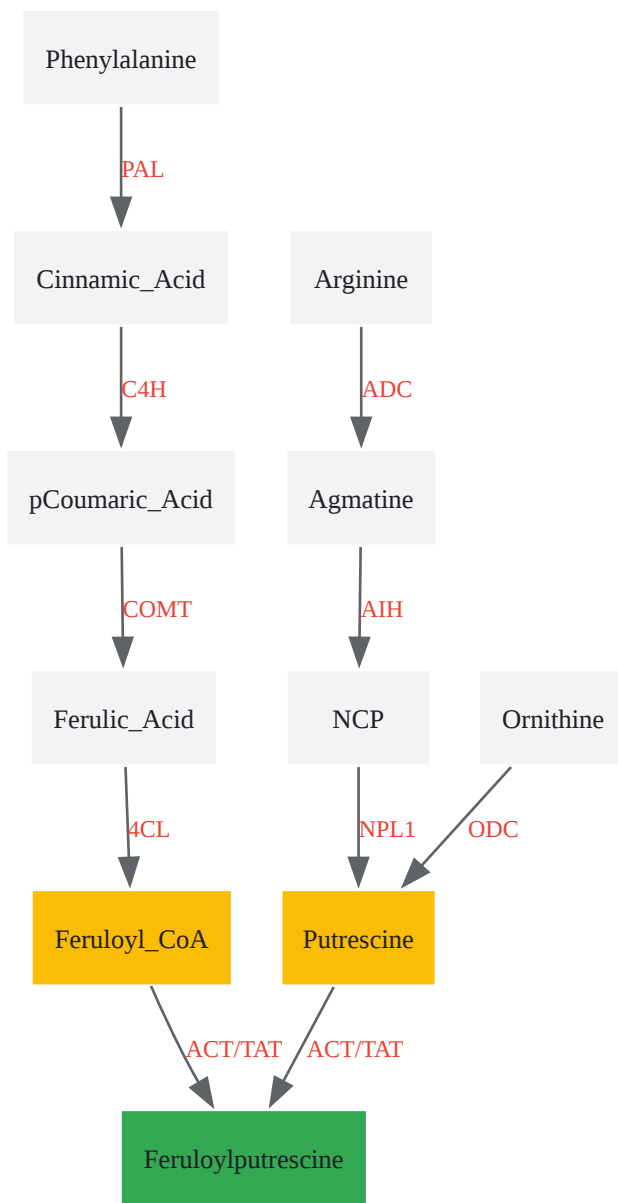 Phenylalanine
PAL
Cinnamic_Acid
Arginine
C4H
ADC
pCoumaric_Acid
Agmatine
COMT
AIH
Ferulic_Acid
NCP
Ornithine
4CL
NPL1
ODC
Feruloyl_CoA
Putrescine
ACT/TAT
ACT/TAT
Feruloylputrescine